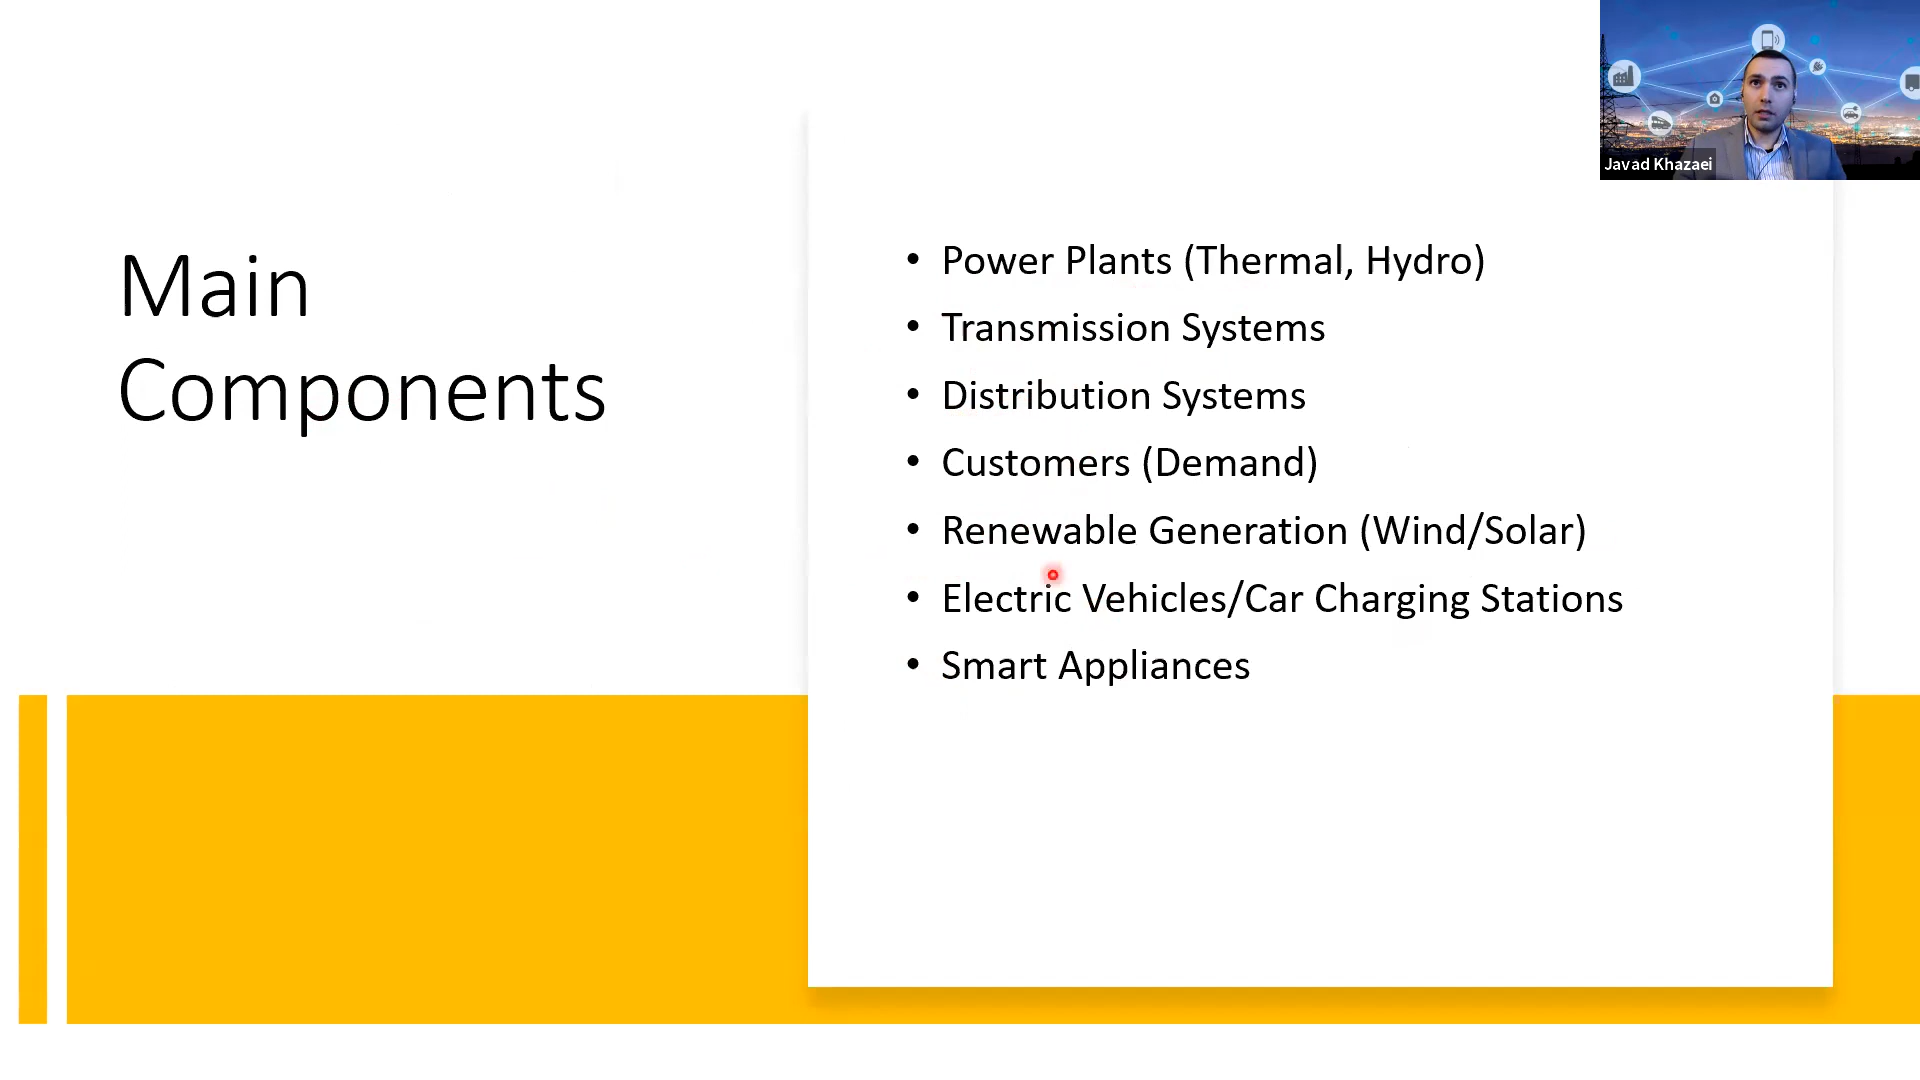 Main
Components
• Power Plants (Thermal, Hydro)
• Transmission Systems
• Distribution Systems
• Customers (Demand)
• Renewable Generation (Wind/Solar)
• Electric Vehicles/Car Charging Stations
• Smart Appliances
Javad Khazaei